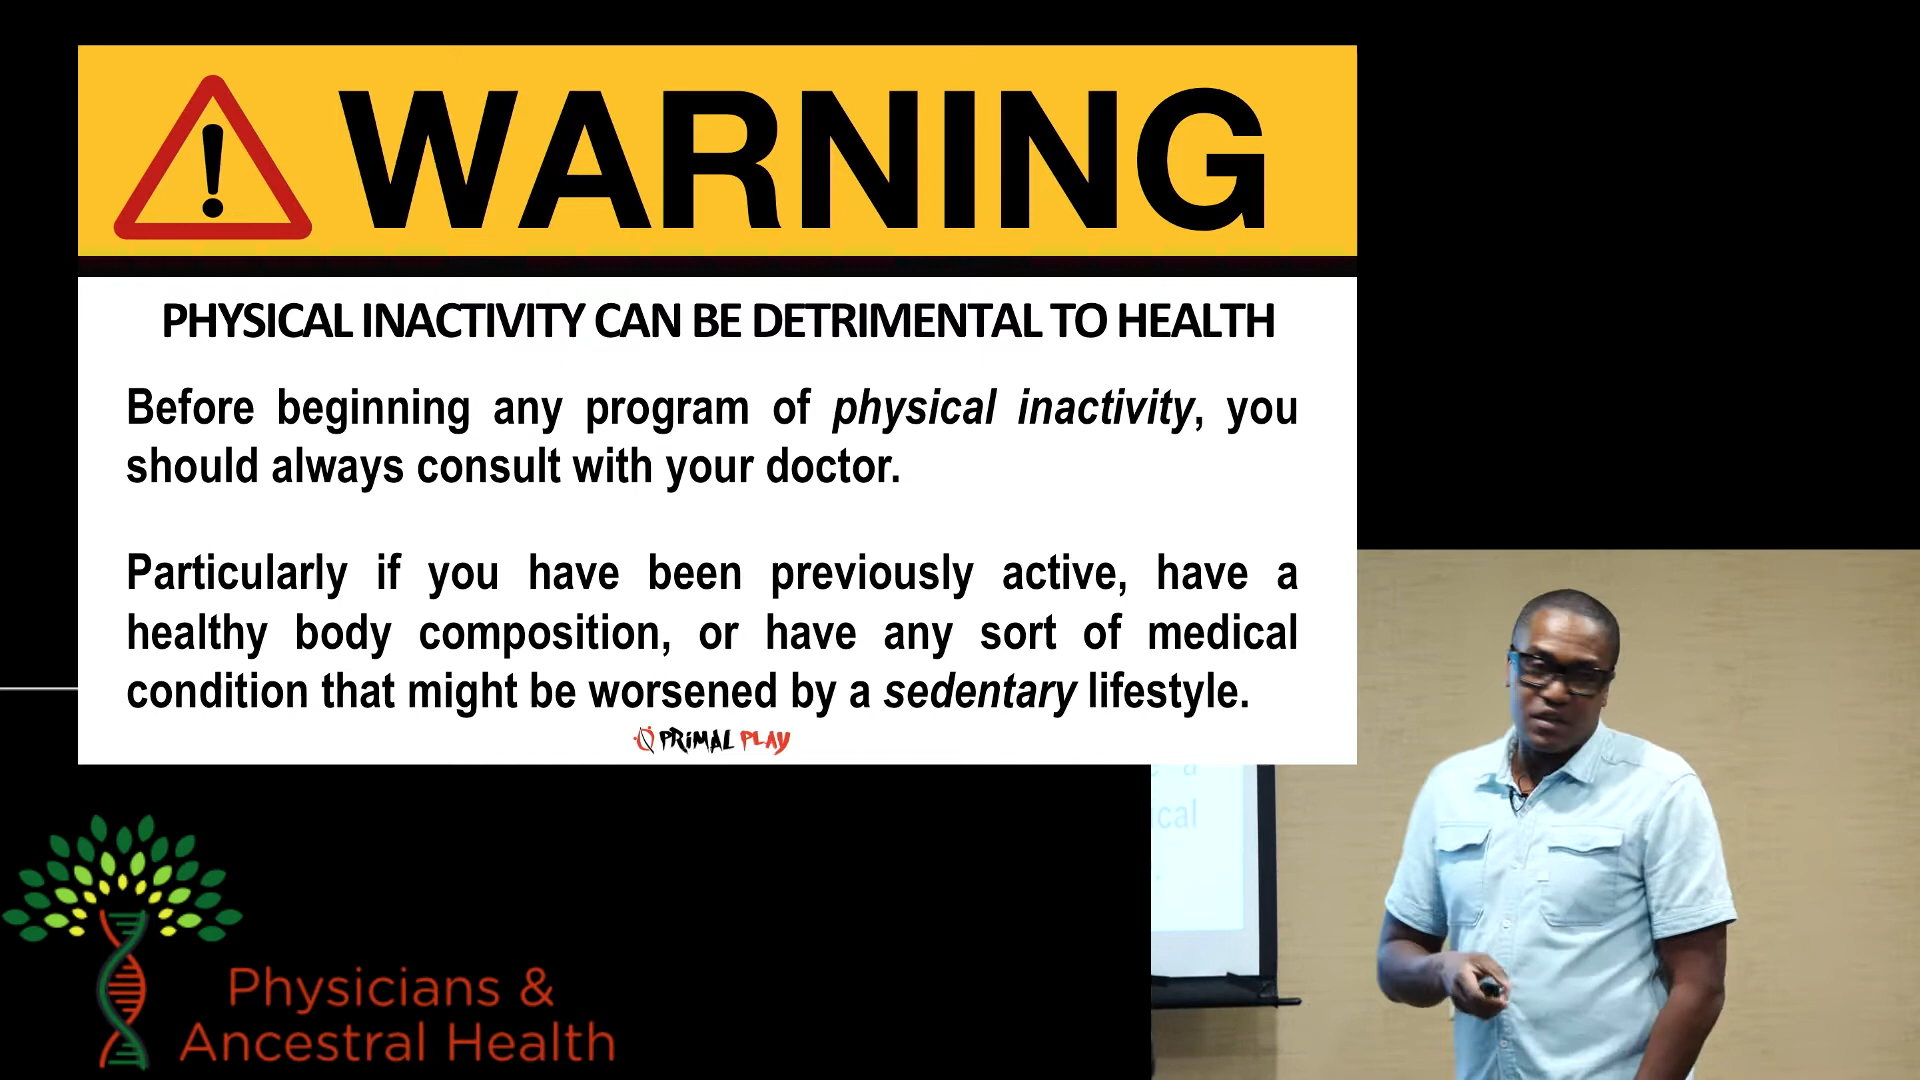 WARNING
PHYSICAL INACTIVITY CAN BE DETRIMENTAL TO HEALTH
Before beginning any program of physical inactivity, you
should always consult with your doctor.
Particularly if you have been previously active, have a
healthy body composition, or have any sort of medical
condition that might be worsened by a sedentary lifestyle.
PRIMAL PLAY
a
cal
Physicians &
Ancestral Health